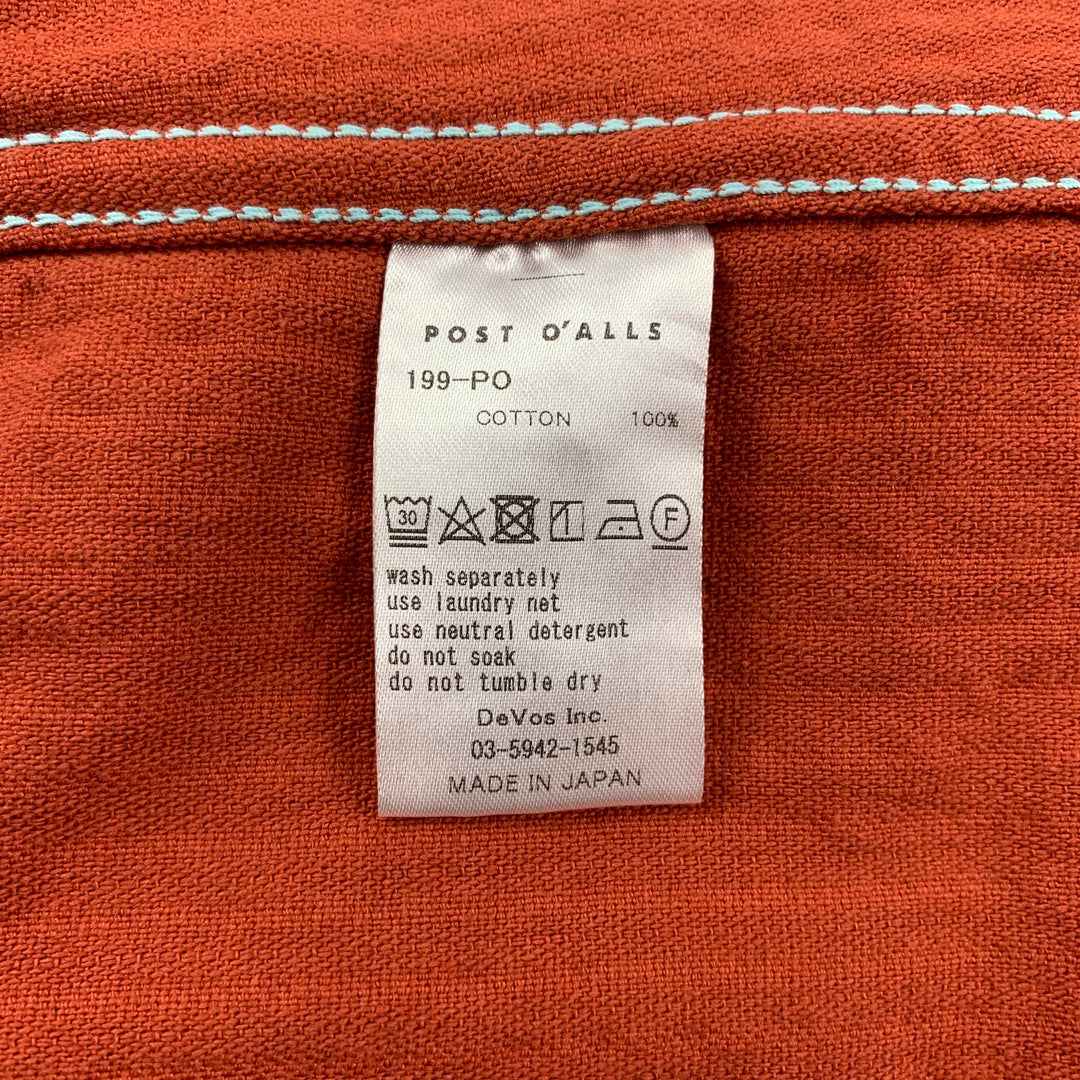 POST O'ALLS
199-PO
COTTON 100%
30 F
wash separately
use laundry net
use neutral detergent
do not soak
do not tumble dry
DeVos Inc.
03-5942-1545
MADE IN JAPAN